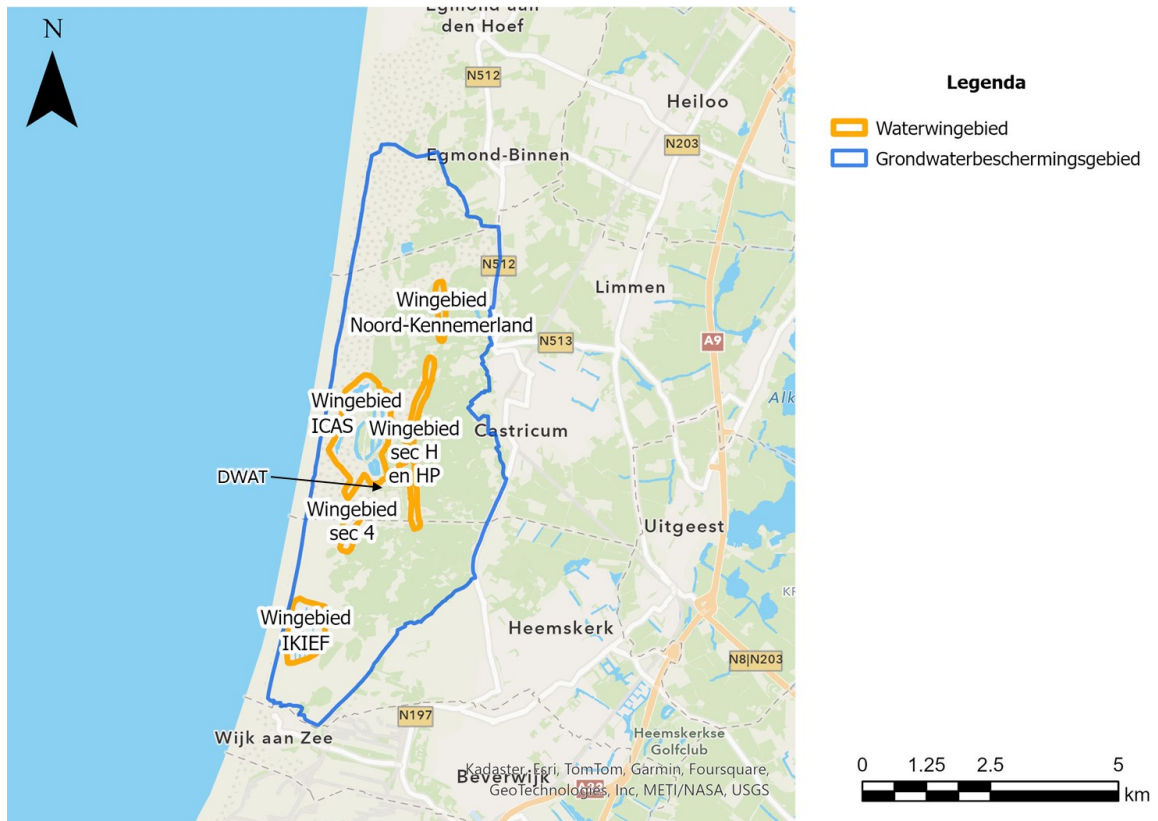 N
Egmond aan
den Hoef
N512
Heiloo
N203
Egmond-Binnen
N512
Wingebied
Noord-Kennemerland
Limmen
N513
A9
Wingebied
ICAS
Wingebied
sec H
en HP
Castricum
Alk
DWAT
Wingebied
sec 4
Uitgeest
Wingebied
IKIEF
Heemskerk
N8|N203
N197
Wijk aan Zee
Heemskerkse
Golfclub
Beverwijk
Kadaster, Esri, TomTom, Garmin, Foursquare,
GeoTechnologies, Inc, METI/NASA, USGS
Legenda
Waterwingebied
Grondwaterbeschermingsgebied
0 1.25 2.5 5
km